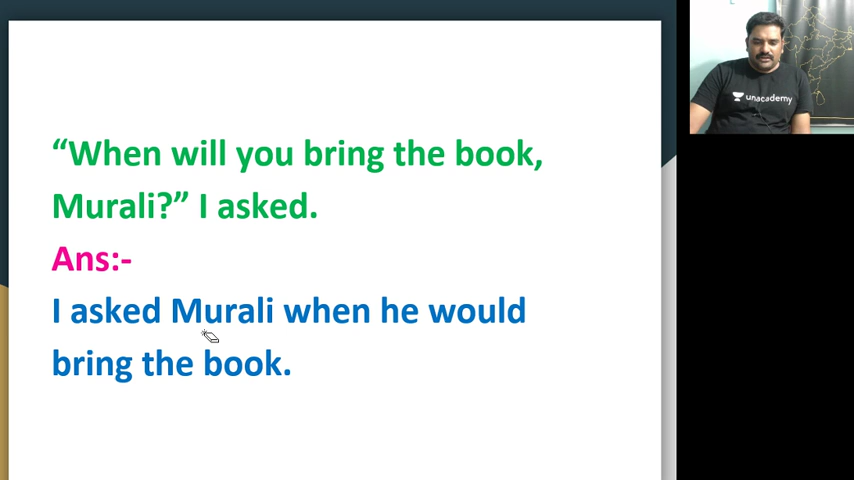 “When will you bring the book,
Murali?” I asked.
Ans:-
I asked Murali when he would
bring the book.
unacademy